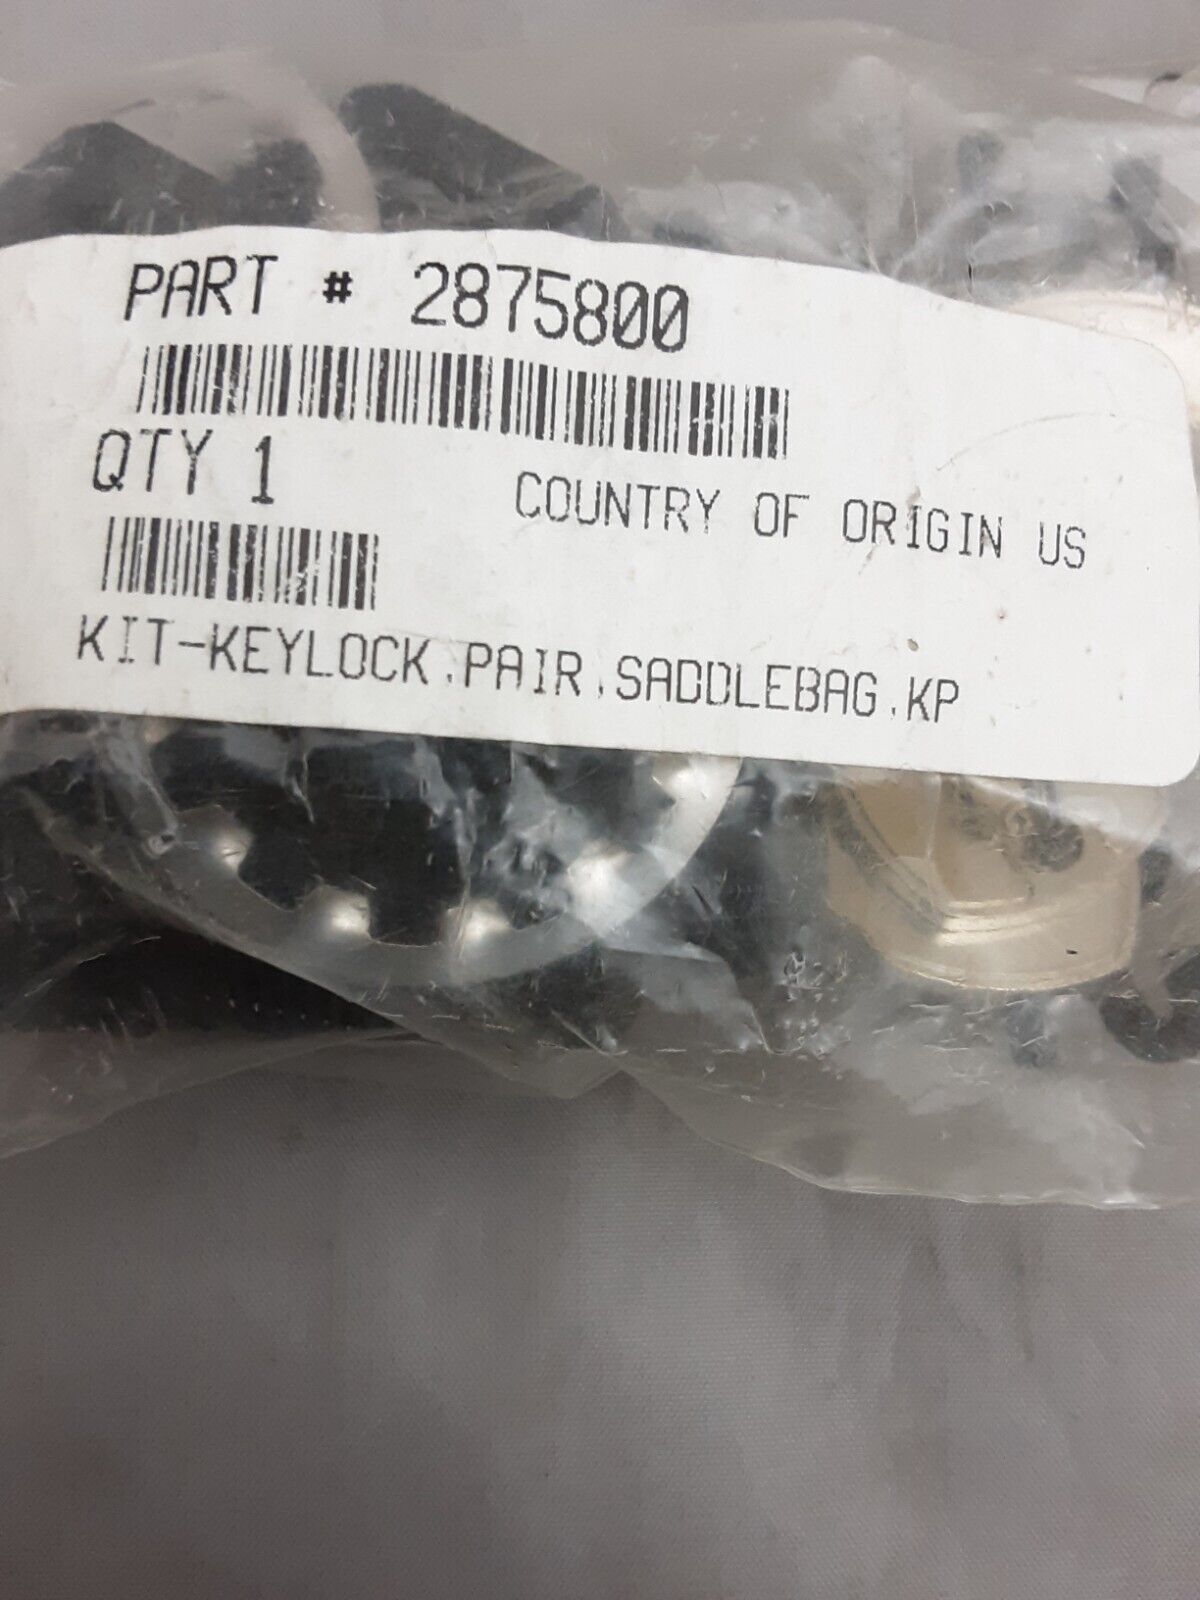 PART # 2875800
QTY 1
COUNTRY OF ORIGIN US
KIT-KEYLOCK,PAIR,SADDLEBAG,KP